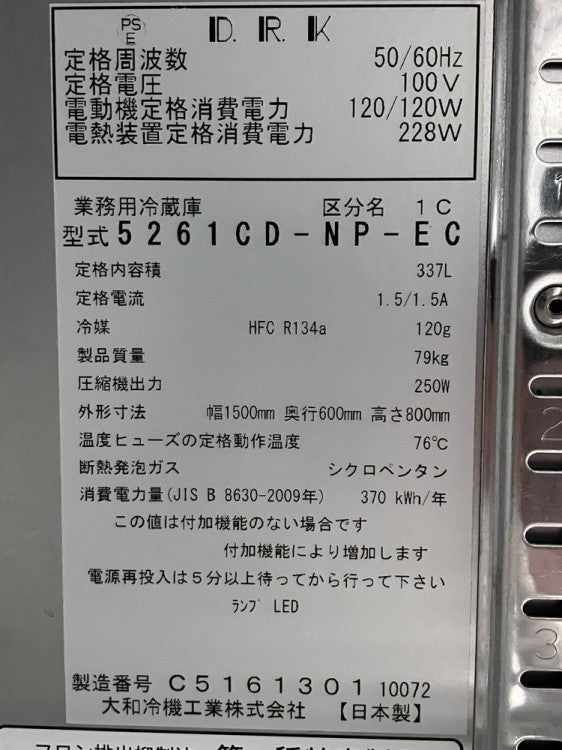 PS
E
D.R.K
定格周波数 50/60Hz
定格電圧 100V
電動機定格消費電力 120/120W
電熱装置定格消費電力 228W
業務用冷蔵庫 区分名 1C
型式 5261CD-NP-EC
定格内容積 337L
定格電流 1.5/1.5A
冷媒 HFC R134a 120g
製品質量 79kg
圧縮機出力 250W
外形寸法 幅1500mm 奥行600mm 高さ800mm
温度ヒューズの定格動作温度 76℃
断熱発泡ガス シクロペンタン
消費電力量(JIS B 8630-2009年) 370 kWh/年
この値は付加機能のない場合です
付加機能により増加します
電源再投入は5分以上待ってから行って下さい
ﾗﾝﾌﾟ LED
製造番号 C5161301 10072
大和冷機工業株式会社 【日本製】
1
2
3